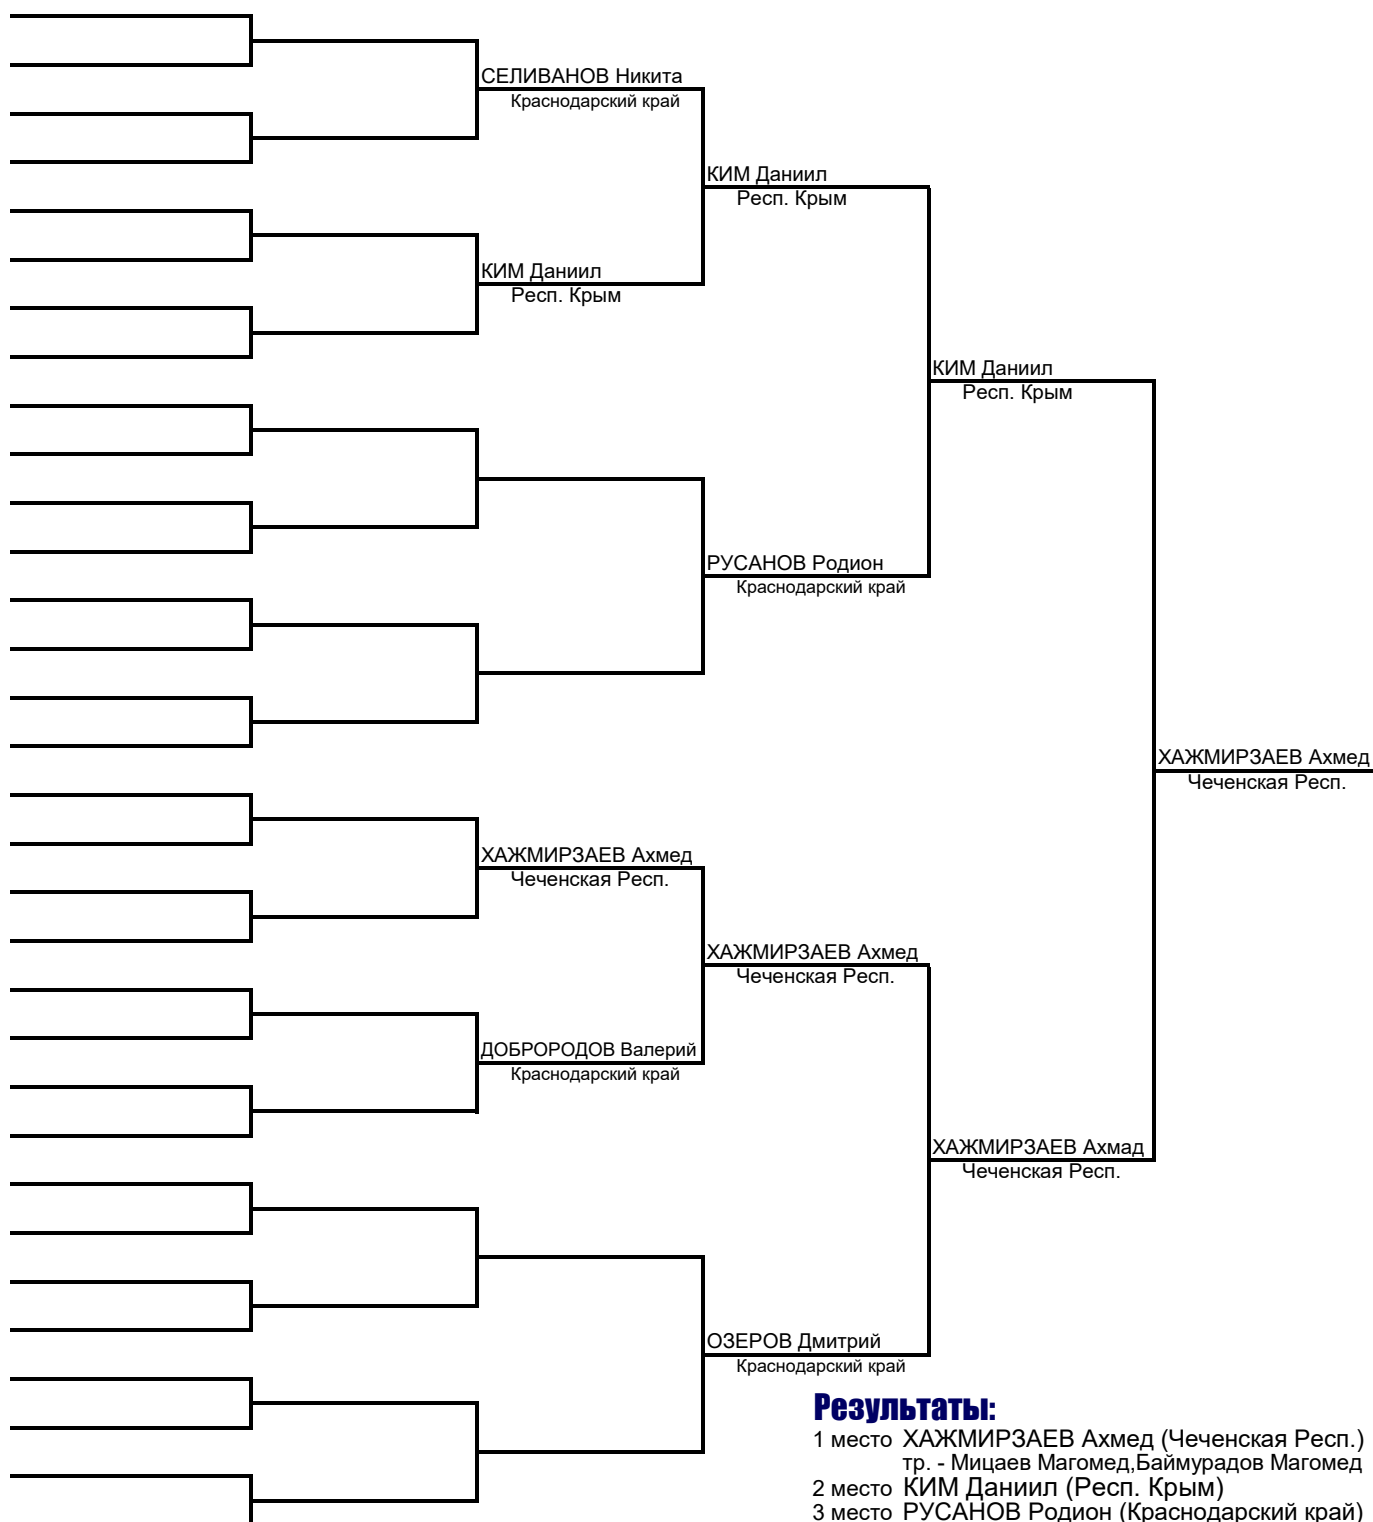 СЕЛИВАНОВ Никита
Краснодарский край
КИМ Даниил
Респ. Крым
КИМ Даниил
Респ. Крым
КИМ Даниил
Респ. Крым
РУСАНОВ Родион
Краснодарский край
ХАЖМИРЗАЕВ Ахмед
Чеченская Респ.
ХАЖМИРЗАЕВ Ахмед
Чеченская Респ.
ХАЖМИРЗАЕВ Ахмед
Чеченская Респ.
ДОБРОРОДОВ Валерий
Краснодарский край
ХАЖМИРЗАЕВ Ахмад
Чеченская Респ.
ОЗЕРОВ Дмитрий
Краснодарский край
Результаты:
1 место ХАЖМИРЗАЕВ Ахмед (Чеченская Респ.)
тр. - Мицаев Магомед,Баймурадов Магомед
2 место КИМ Даниил (Респ. Крым)
3 место РУСАНОВ Родион (Краснодарский край)